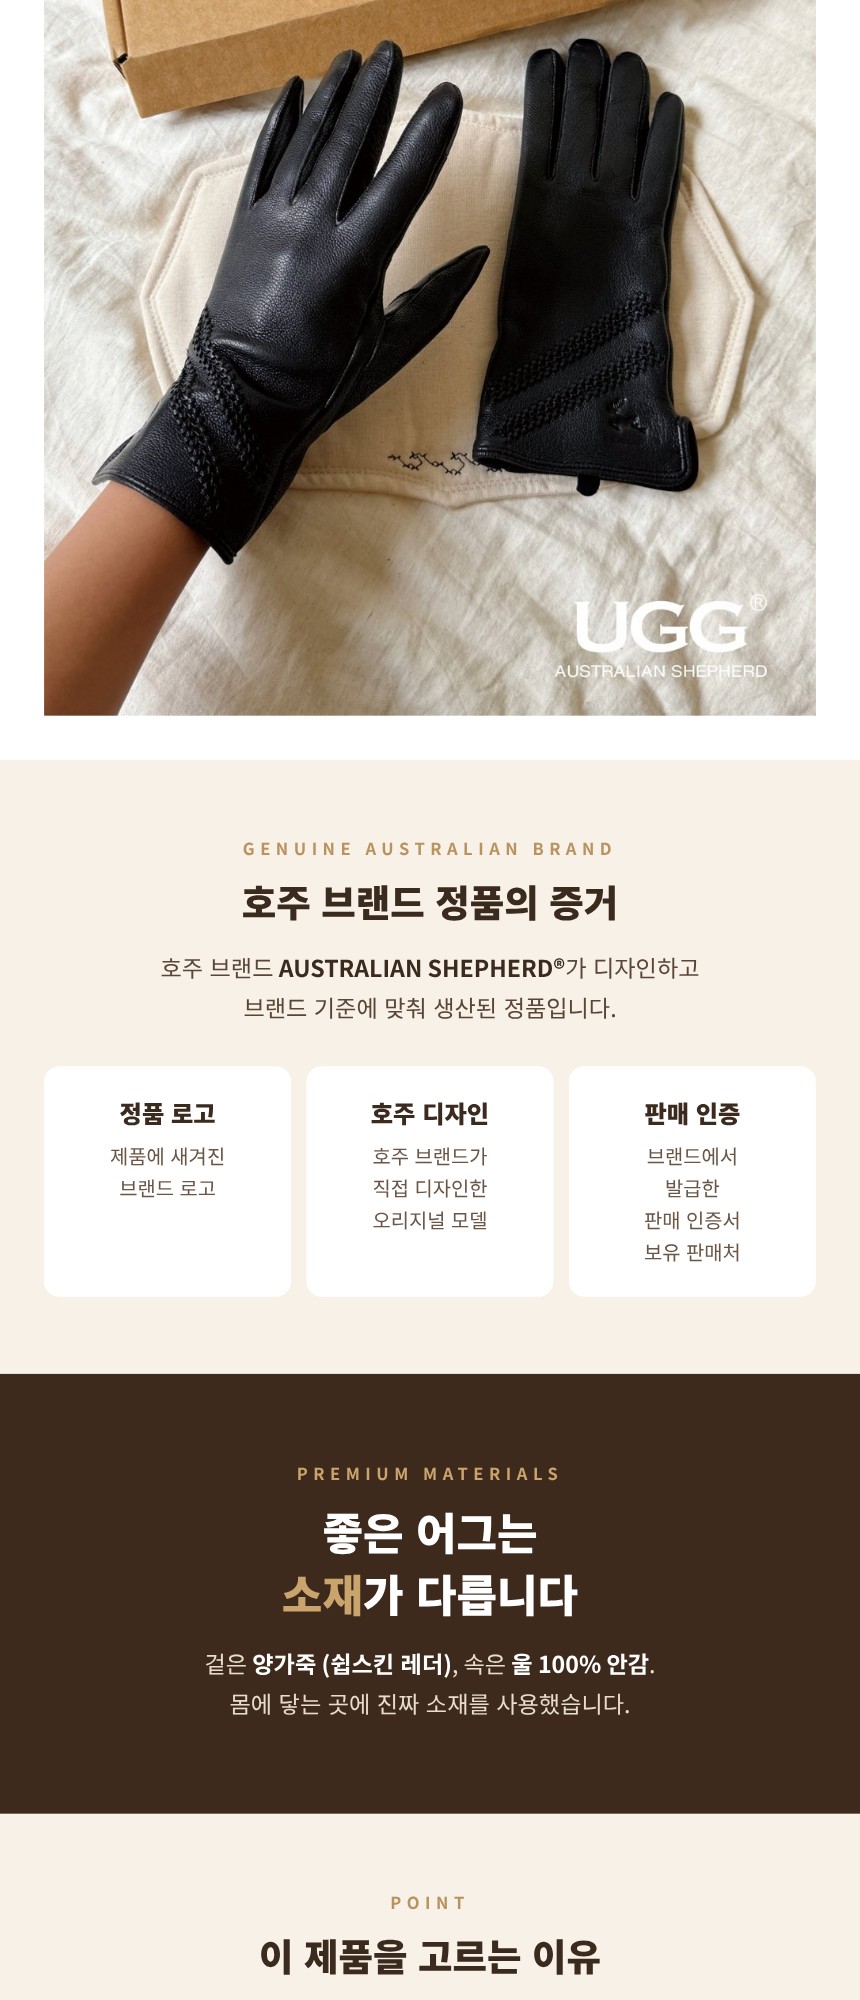 UGG®
AUSTRALIAN SHEPHERD
GENUINE AUSTRALIAN BRAND
호주 브랜드 정품의 증거
호주 브랜드 AUSTRALIAN SHEPHERD®가 디자인하고
브랜드 기준에 맞춰 생산된 정품입니다.
정품 로고
제품에 새겨진
브랜드 로고
호주 디자인
호주 브랜드가
직접 디자인한
오리지널 모델
판매 인증
브랜드에서
발급한
판매 인증서
보유 판매처
PREMIUM MATERIALS
좋은 어그는
소재가 다릅니다
겉은 양가죽 (쉽스킨 레더), 속은 울 100% 안감.
몸에 닿는 곳에 진짜 소재를 사용했습니다.
POINT
이 제품을 고르는 이유